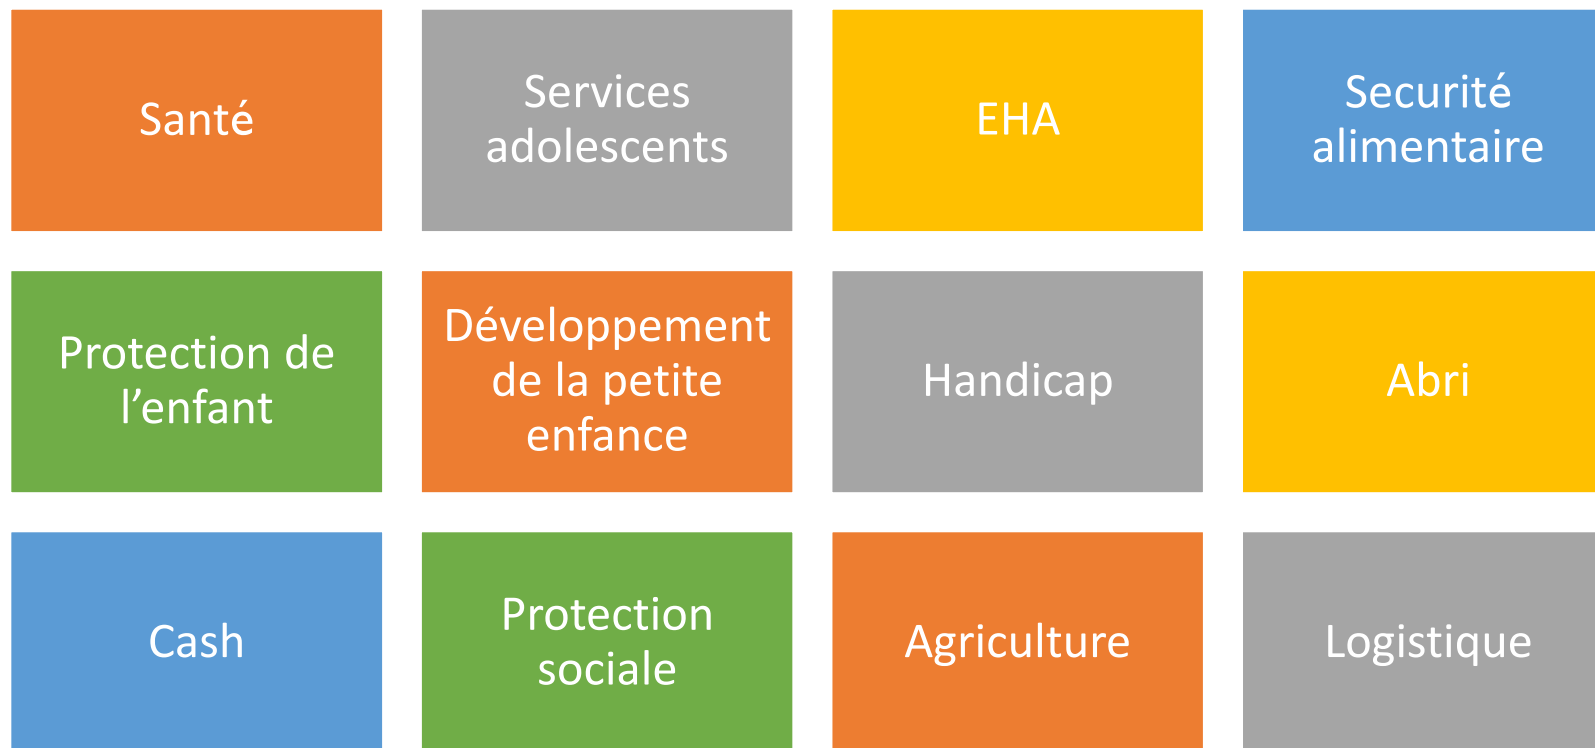 Santé
Services
adolescents
EHA
Securité
alimentaire
Protection de
l’enfant
Développement
de la petite
enfance
Handicap
Abri
Cash
Protection
sociale
Agriculture
Logistique